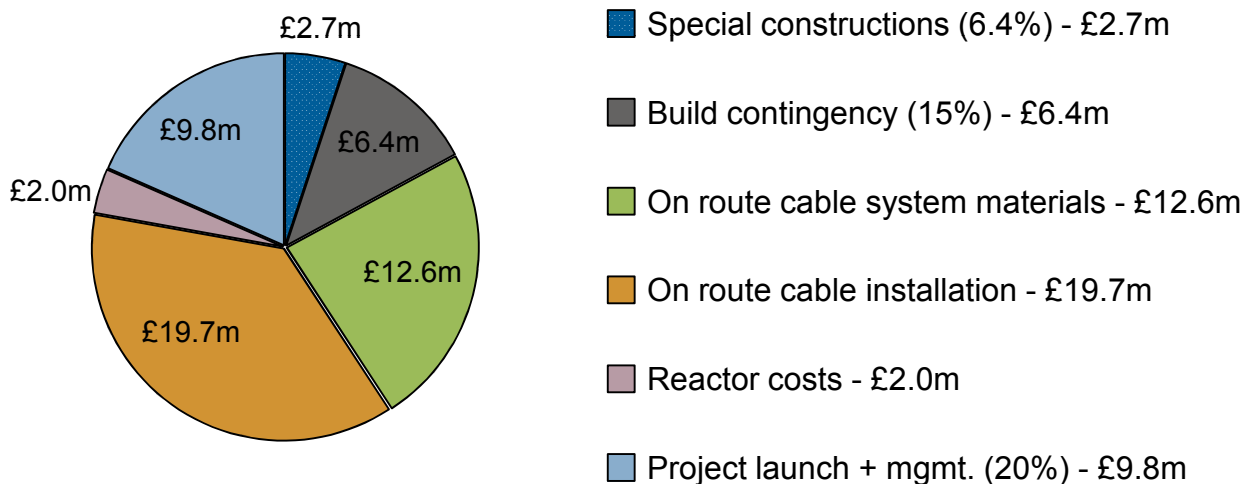 £2.7m
£9.8m
£6.4m
£2.0m
£12.6m
£19.7m
Special constructions (6.4%) - £2.7m
Build contingency (15%) - £6.4m
On route cable system materials - £12.6m
On route cable installation - £19.7m
Reactor costs - £2.0m
Project launch + mgmt. (20%) - £9.8m